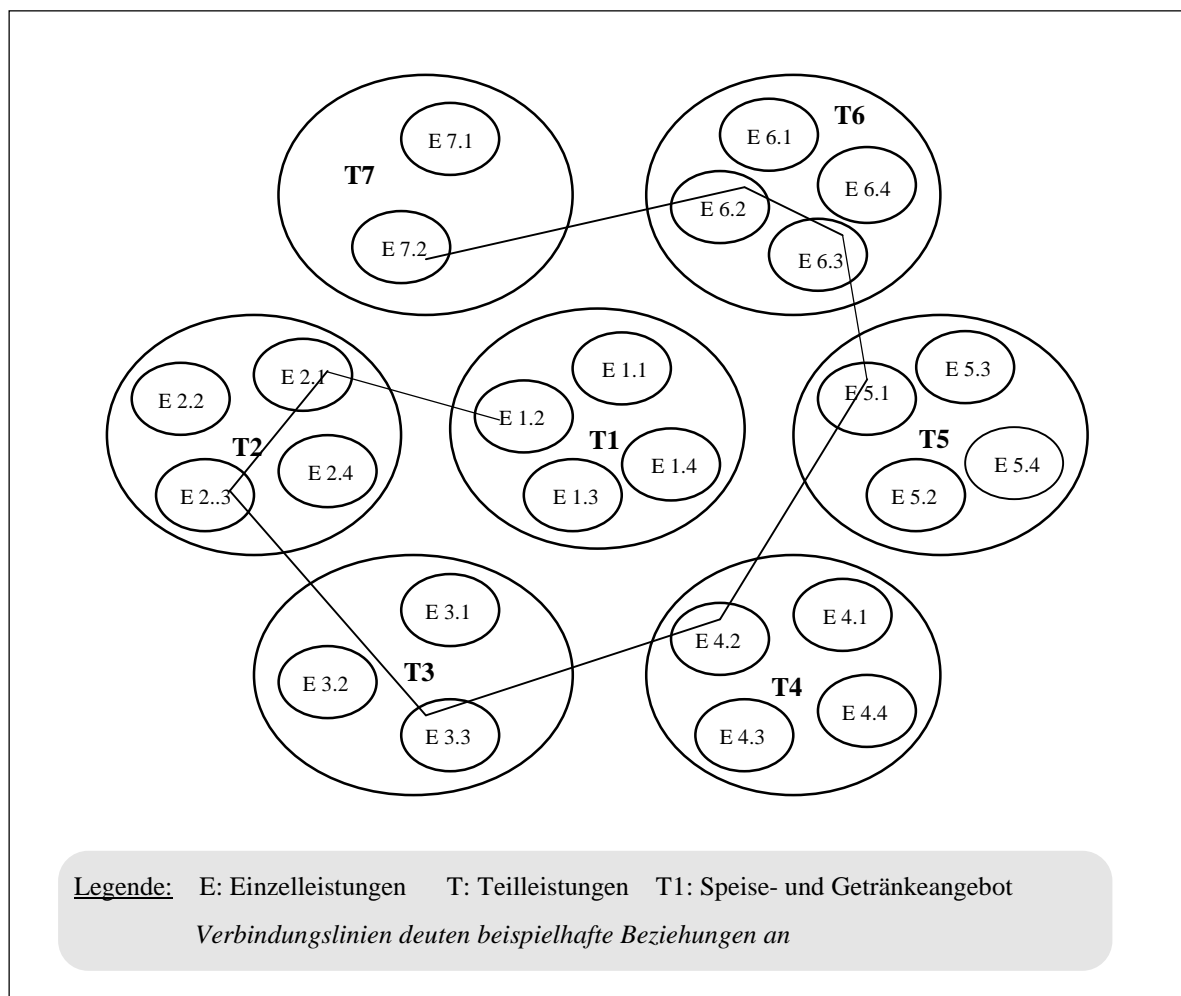 E 7.1
T7
E 7.2
T6
E 6.1
E 6.4
E 6.2
E 6.3
E 2.1
E 2.2
T2
E 2.4
E 2..3
E 1.1
E 1.2
T1
E 1.4
E 1.3
E 5.3
E 5.1
T5
E 5.4
E 5.2
E 3.1
E 3.2
T3
E 3.3
E 4.1
E 4.2
T4
E 4.4
E 4.3
Legende: E: Einzelleistungen T: Teilleistungen T1: Speise- und Getränkeangebot
Verbindungslinien deuten beispielhafte Beziehungen an